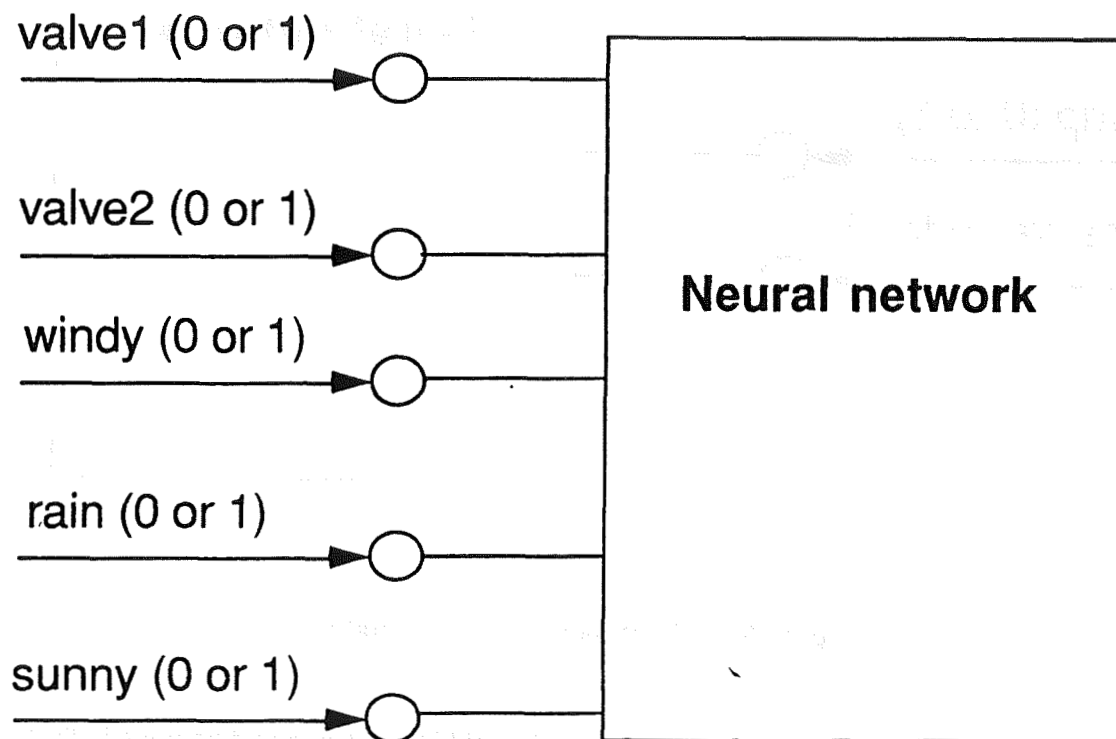 valve1 (0 or 1)
valve2 (0 or 1)
Neural network
windy (0 or 1)
rain (0 or 1)
sunny (0 or 1)